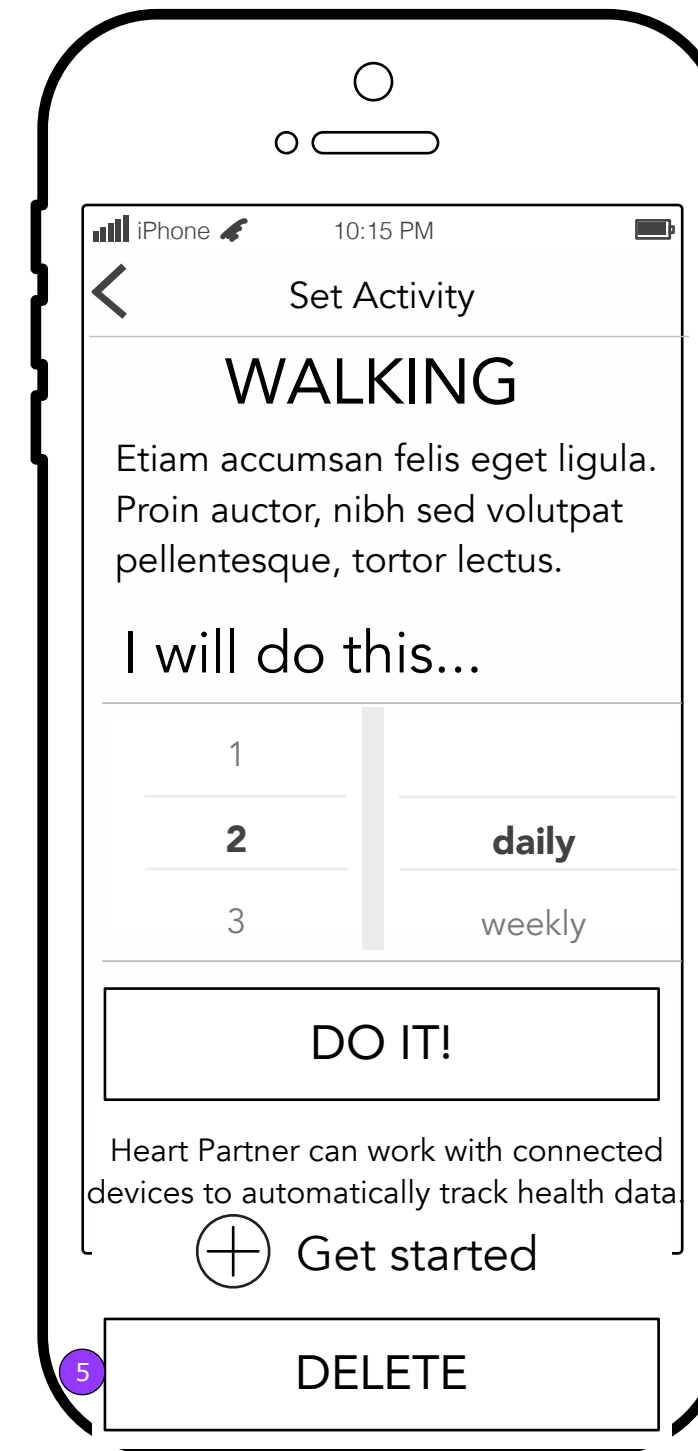 iPhone 10:15 PM
Set Activity
WALKING
Etiam accumsan felis eget ligula.
Proin auctor, nibh sed volutpat
pellentesque, tortor lectus.
I will do this...
1
2 daily
3 weekly
DO IT!
Heart Partner can work with connected
devices to automatically track health data.
Get started
5 DELETE